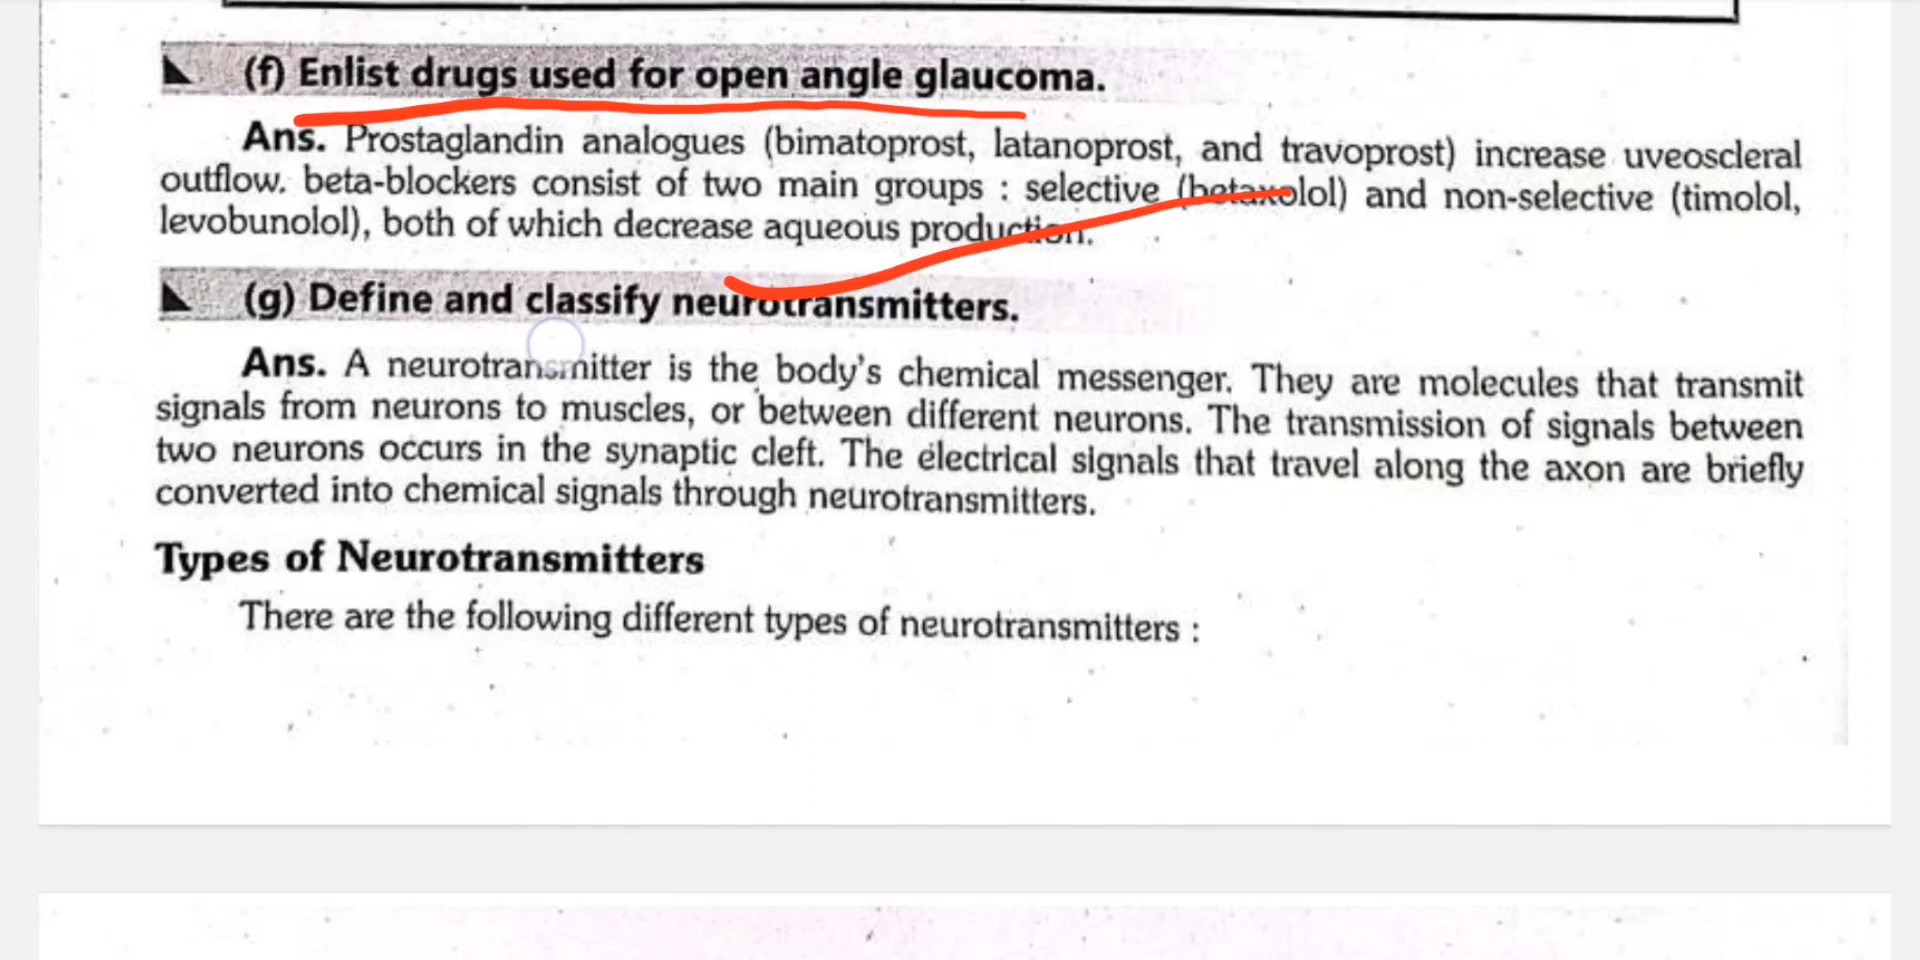 (f) Enlist drugs used for open angle glaucoma.
Ans. Prostaglandin analogues (bimatoprost, latanoprost, and travoprost) increase uveoscleral
outflow. beta-blockers consist of two main groups : selective (betaxolol) and non-selective (timolol,
levobunolol), both of which decrease aqueous production.
(g) Define and classify neurotransmitters.
Ans. A neurotransmitter is the body's chemical messenger. They are molecules that transmit
signals from neurons to muscles, or between different neurons. The transmission of signals between
two neurons occurs in the synaptic cleft. The electrical signals that travel along the axon are briefly
converted into chemical signals through neurotransmitters.
Types of Neurotransmitters
There are the following different types of neurotransmitters :